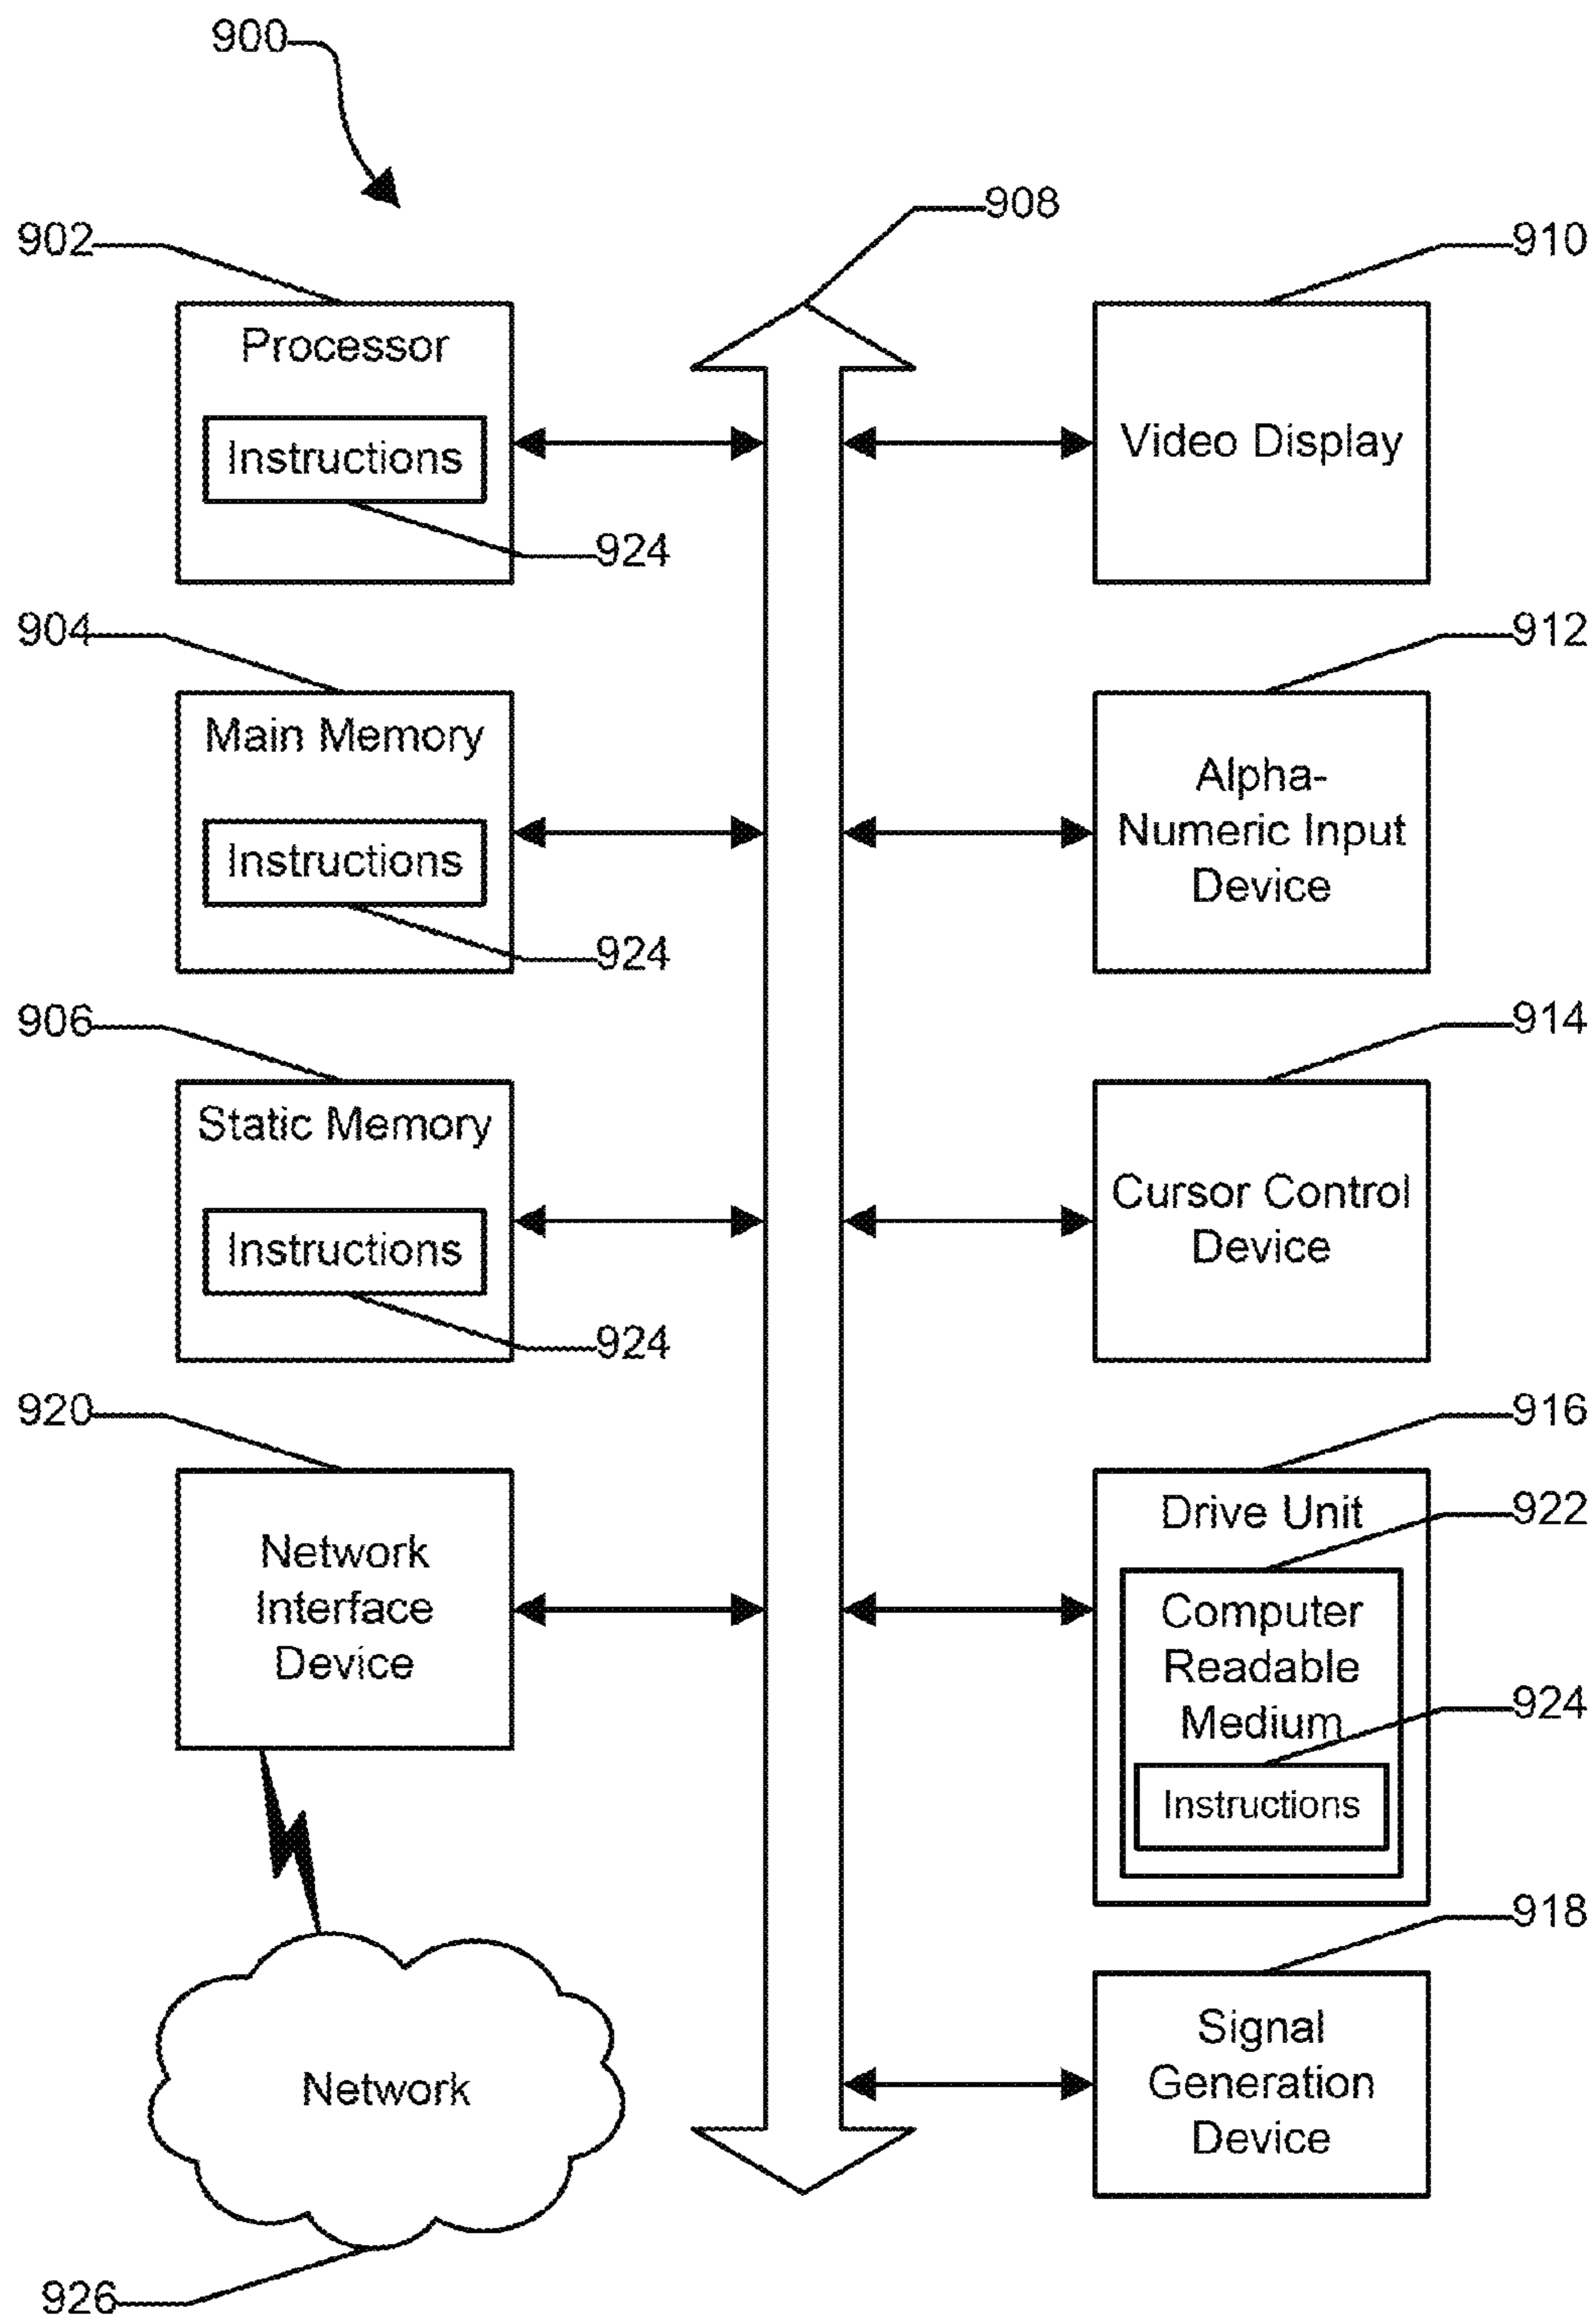 900
908
902
910
Processor
Instructions
Video Display
924
904
912
Main Memory
Alpha-
Numeric Input
Device
Instructions
924
906
914
Static Memory
Cursor Control
Device
Instructions
924
920
916
Drive Unit
922
Network
Interface
Device
Computer
Readable
Medium
924
Instructions
918
Signal
Generation
Device
Network
926